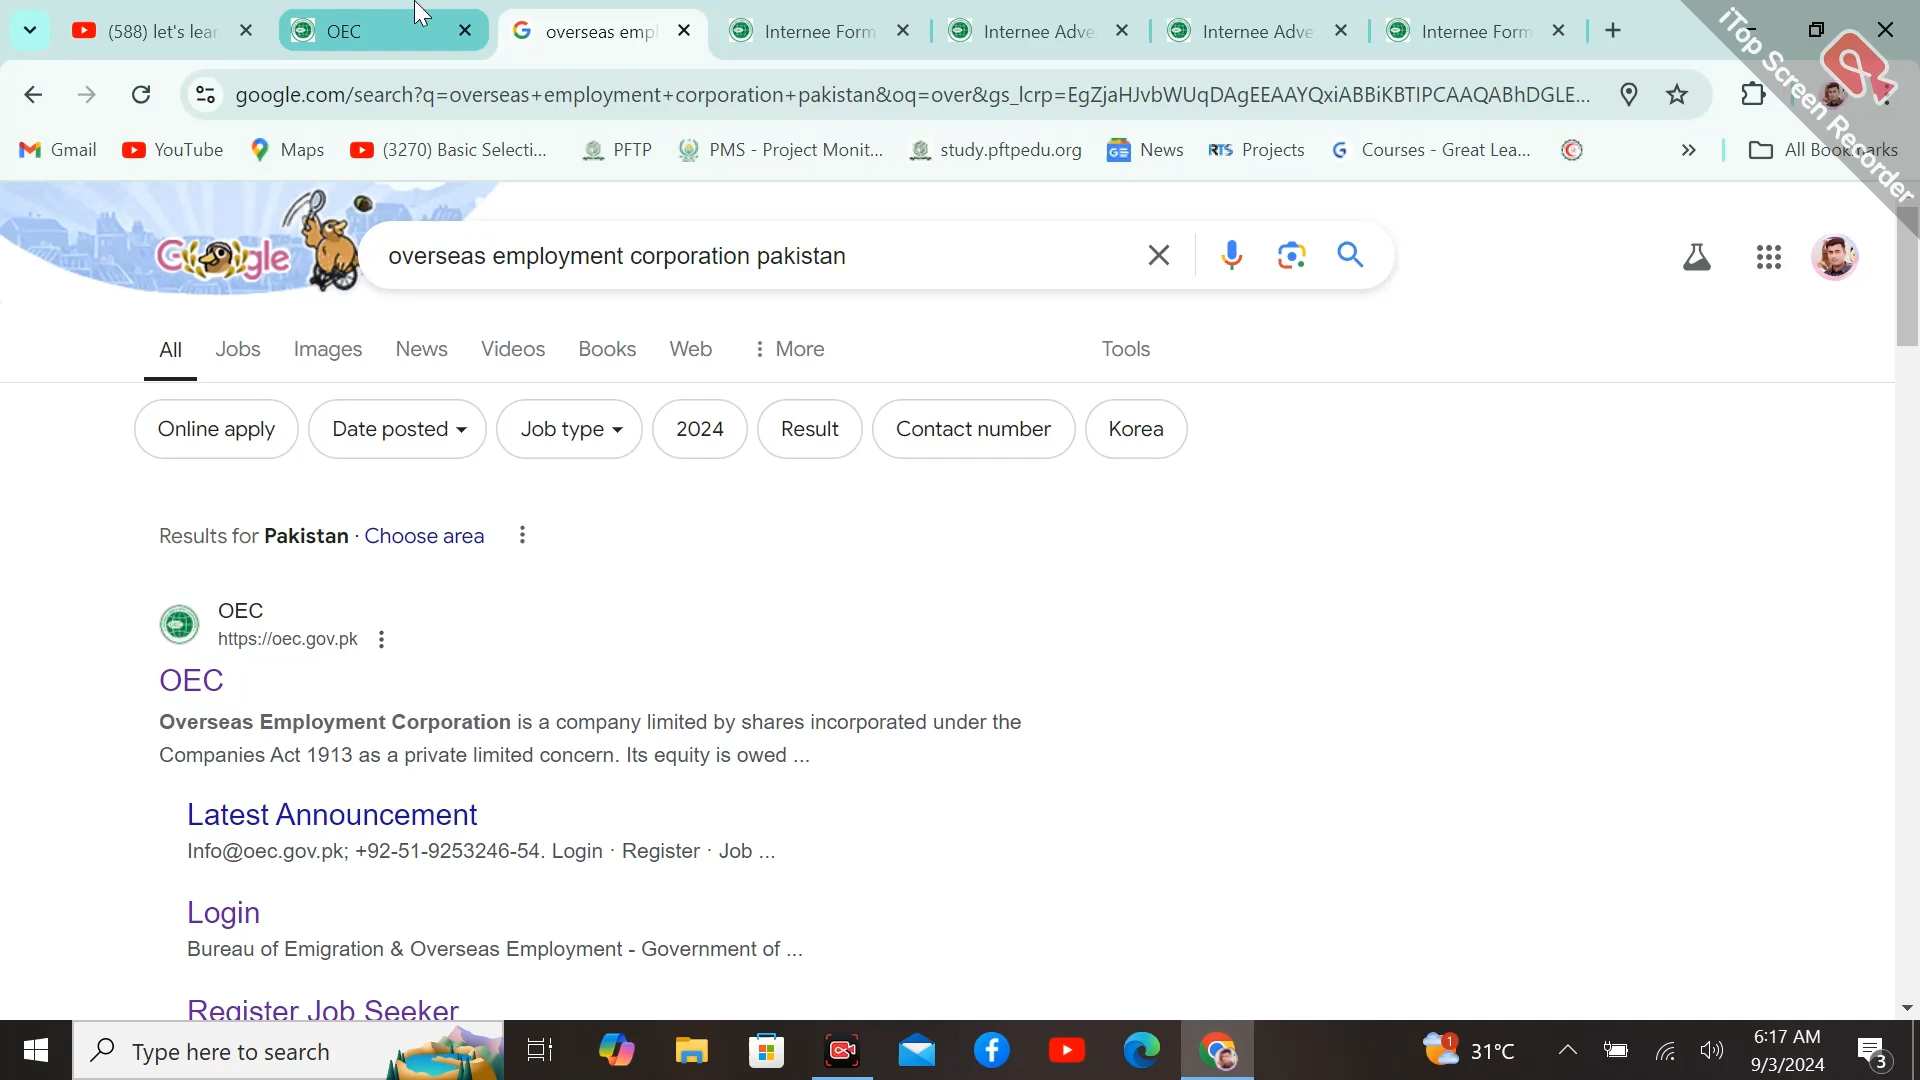 (588) let's lear
OEC
overseas empl
Internee Form
Internee Adve
Internee Adve
Internee Form
google.com/search?q=overseas+employment+corporation+pakistan&oq=over&gs_lcrp=EgZjaHJvbWUqDAgEEAAYQxiABBiKBTIPCAAQABhDGLE...
Gmail
YouTube
Maps
(3270) Basic Selecti...
PFTP
PMS - Project Monit...
study.pftpedu.org
News
RTS Projects
Courses - Great Lea...
All Bookmarks
iTop Screen Recorder
Google
overseas employment corporation pakistan
All
Jobs
Images
News
Videos
Books
Web
More
Tools
Online apply
Date posted
Job type
2024
Result
Contact number
Korea
Results for Pakistan · Choose area
OEC
https://oec.gov.pk
OEC
Overseas Employment Corporation is a company limited by shares incorporated under the
Companies Act 1913 as a private limited concern. Its equity is owed ...
Latest Announcement
Info@oec.gov.pk; +92-51-9253246-54. Login · Register · Job ...
Login
Bureau of Emigration & Overseas Employment - Government of ...
Register Job Seeker
Type here to search
1
31°C
6:17 AM
9/3/2024
3